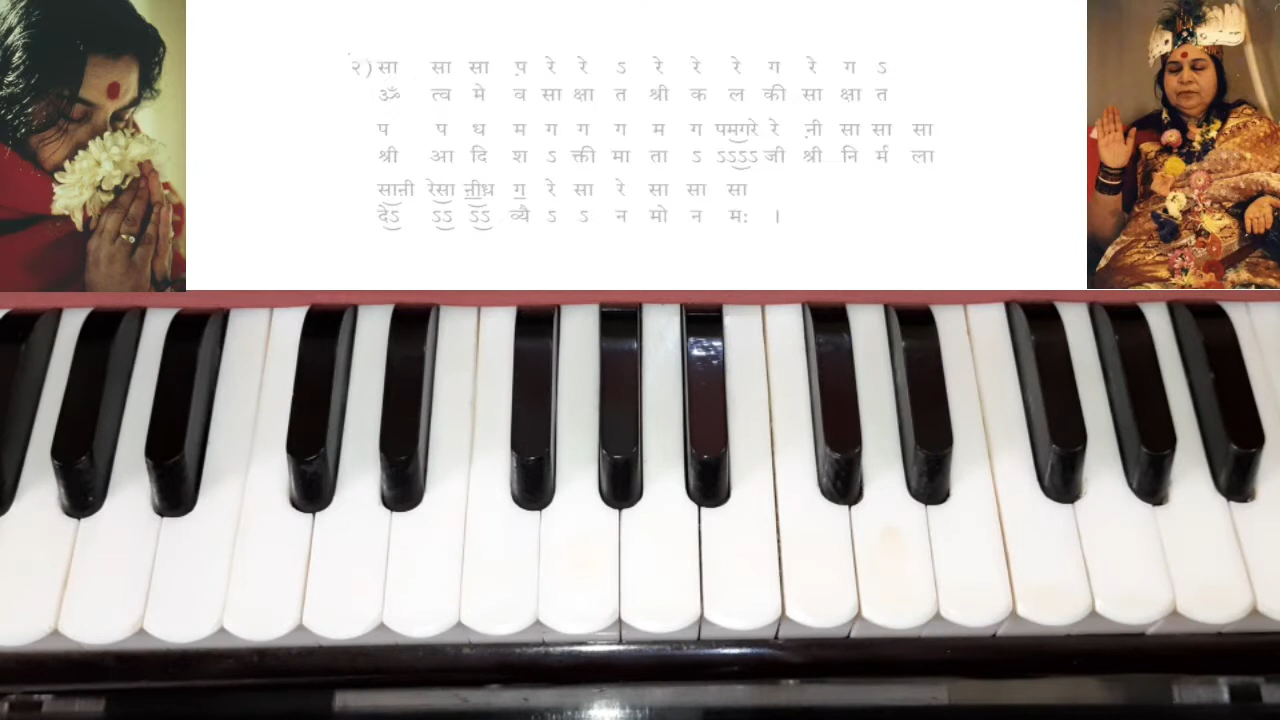 २) सा सा सा प़ रे रे ऽ रे रे रे ग रे ग ऽ
ॐ त्व मे व सा क्षा त श्री क ल की सा क्षा त
प प ध म ग ग ग म ग पमगरे रे ऩी सा सा सा
श्री आ दि श ऽ क्ती मा ता ऽ ऽऽऽऽ जी श्री नि र्म ला
साऩी रेसा ऩीध़ ग॒ रे सा रे सा सा सा
देऽ ऽऽ ऽऽ व्यै ऽ ऽ न मो न मः ।